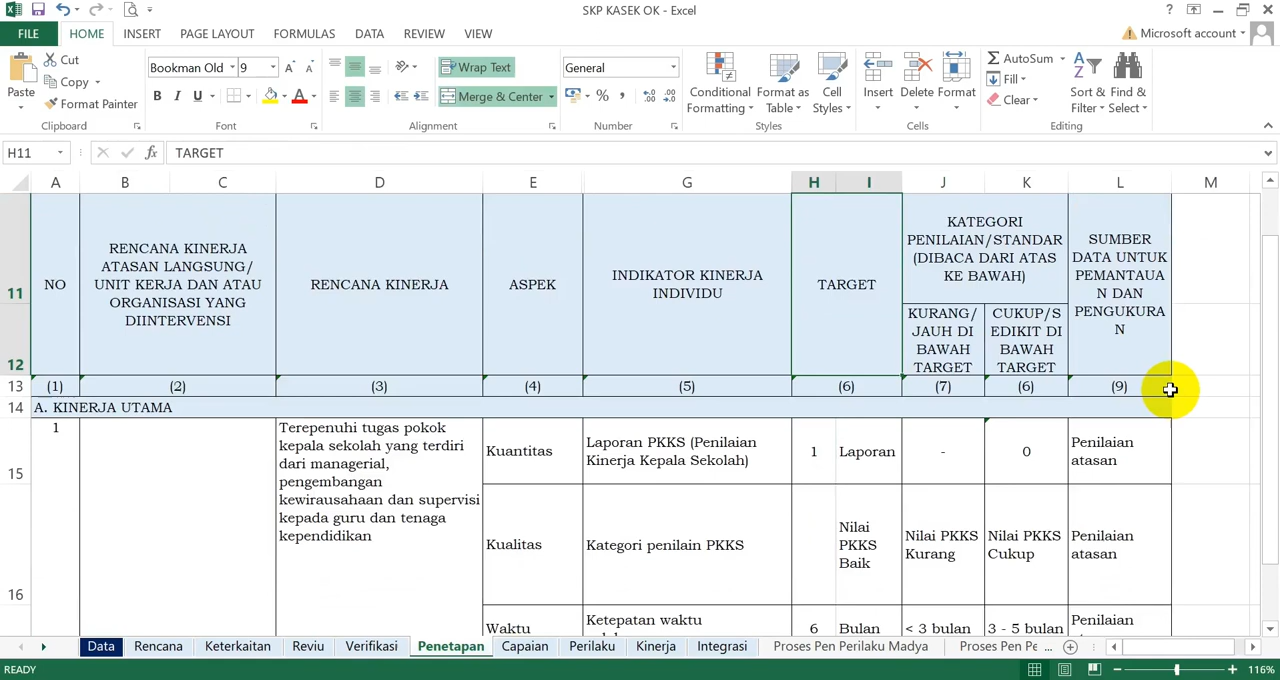 SKP KASEK OK - Excel
?
FILE HOME INSERT PAGE LAYOUT FORMULAS DATA REVIEW VIEW Microsoft account
Paste
Cut
Copy
Format Painter
Clipboard
Bookman Old 9
B I U
Font
Wrap Text
Merge & Center
Alignment
General
%
Number
Conditional Formatting
Format as Table
Cell Styles
Styles
Insert
Delete
Format
Cells
AutoSum
Fill
Clear
Sort & Filter
Find & Select
Editing
H11 fx TARGET
A B C D E G H I J K L M
11
12
13
14
15
16
NO
RENCANA KINERJA
ATASAN LANGSUNG/
UNIT KERJA DAN ATAU
ORGANISASI YANG
DIINTERVENSI
RENCANA KINERJA
ASPEK
INDIKATOR KINERJA
INDIVIDU
TARGET
KATEGORI
PENILAIAN/STANDAR
(DIBACA DARI ATAS
KE BAWAH)
KURANG/
JAUH DI
BAWAH
TARGET
CUKUP/S
EDIKIT DI
BAWAH
TARGET
SUMBER
DATA UNTUK
PEMANTAUA
N DAN
PENGUKURA
N
(1) (2) (3) (4) (5) (6) (7) (6) (9)
A. KINERJA UTAMA
1
Terepenuhi tugas pokok
kepala sekolah yang terdiri
dari managerial,
pengembangan
kewirausahaan dan supervisi
kepada guru dan tenaga
kependidikan
Kuantitas
Laporan PKKS (Penilaian
Kinerja Kepala Sekolah)
1 Laporan - 0
Penilaian
atasan
Kualitas
Kategori penilain PKKS
Nilai
PKKS
Baik
Nilai PKKS
Kurang
Nilai PKKS
Cukup
Penilaian
atasan
Waktu
Ketepatan waktu
6 Bulan < 3 bulan 3 - 5 bulan
Penilaian
Data Rencana Keterkaitan Reviu Verifikasi Penetapan Capaian Perilaku Kinerja Integrasi Proses Pen Perilaku Madya Proses Pen Pe ...
READY 116%